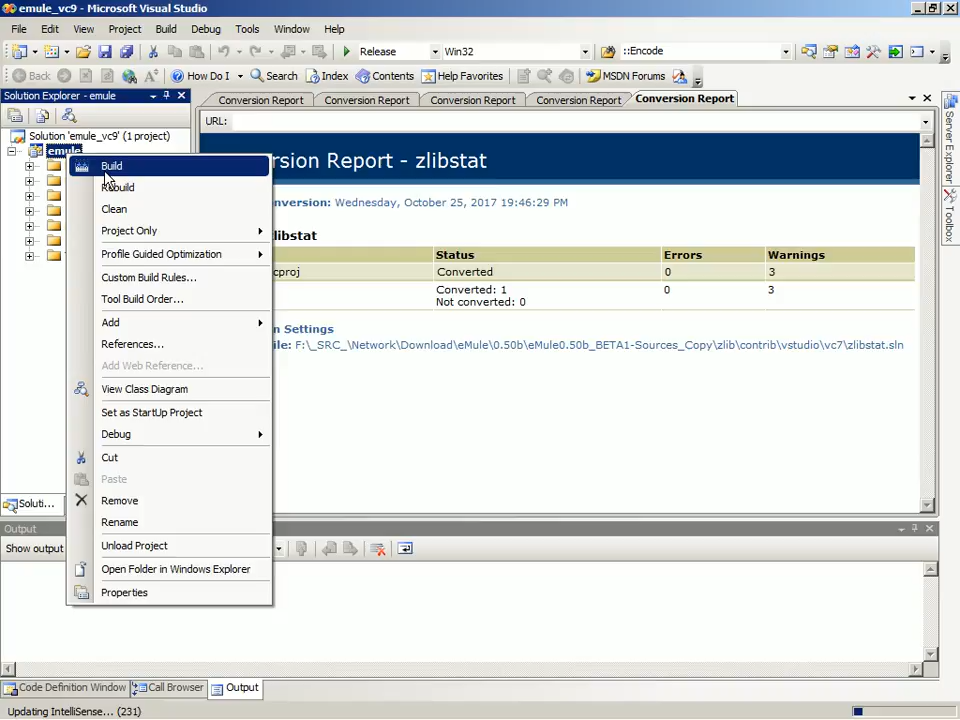 emule_vc9 - Microsoft Visual Studio
File Edit View Project Build Debug Tools Window Help
Release Win32 ::Encode
Back How Do I Search Index Contents Help Favorites MSDN Forums
Solution Explorer - emule
Conversion Report Conversion Report Conversion Report Conversion Report Conversion Report
URL:
Solution 'emule_vc9' (1 project)
emule
sion Report - zlibstat
nversion: Wednesday, October 25, 2017 19:46:29 PM
libstat
Status Errors Warnings
cproj Converted 0 3
Converted: 1 0 3
Not converted: 0
n Settings
le: F:\_SRC_\Network\Download\eMule\0.50b\eMule0.50b_BETA1-Sources_Copy\zlib\contrib\vstudio\vc7\zlibstat.sln
Build
Rebuild
Clean
Project Only
Profile Guided Optimization
Custom Build Rules...
Tool Build Order...
Add
References...
Add Web Reference...
View Class Diagram
Set as StartUp Project
Debug
Cut
Paste
Remove
Rename
Unload Project
Open Folder in Windows Explorer
Properties
Server Explorer
Toolbox
Soluti...
Output
Show output
Code Definition Window Call Browser Output
Updating IntelliSense... (231)